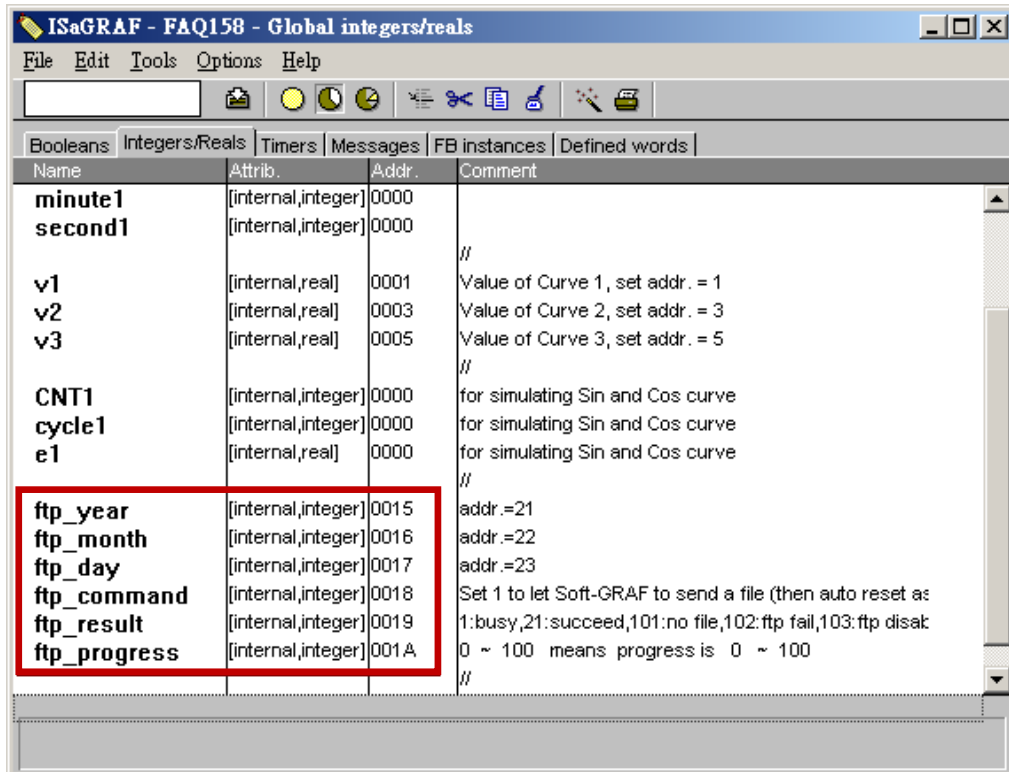 ISaGRAF - FAQ158 - Global integers/reals
File Edit Tools Options Help
Booleans Integers/Reals Timers Messages FB instances Defined words
Name Attrib. Addr. Comment
minute1 [internal,integer] 0000
second1 [internal,integer] 0000
//
v1 [internal,real] 0001 Value of Curve 1, set addr. = 1
v2 [internal,real] 0003 Value of Curve 2, set addr. = 3
v3 [internal,real] 0005 Value of Curve 3, set addr. = 5
//
CNT1 [internal,integer] 0000 for simulating Sin and Cos curve
cycle1 [internal,integer] 0000 for simulating Sin and Cos curve
e1 [internal,real] 0000 for simulating Sin and Cos curve
//
ftp_year [internal,integer] 0015 addr.=21
ftp_month [internal,integer] 0016 addr.=22
ftp_day [internal,integer] 0017 addr.=23
ftp_command [internal,integer] 0018 Set 1 to let Soft-GRAF to send a file (then auto reset as
ftp_result [internal,integer] 0019 1:busy,21:succeed,101:no file,102:ftp fail,103:ftp disab
ftp_progress [internal,integer] 001A 0 ~ 100 means progress is 0 ~ 100
//